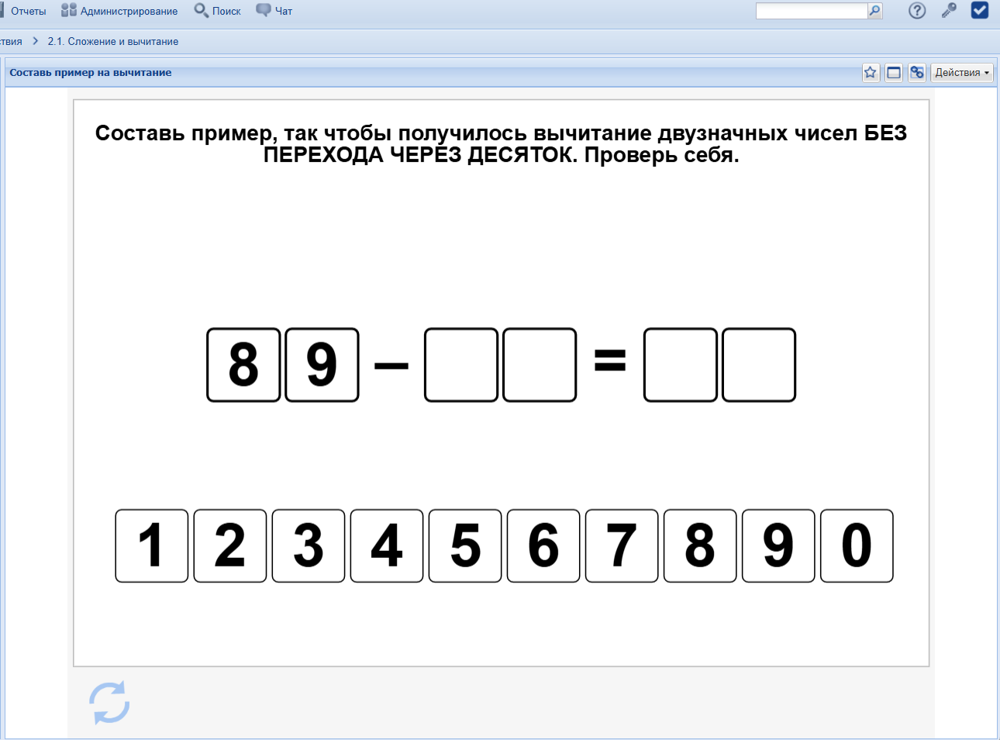 Отчеты Администрирование Поиск Чат
ствия > 2.1. Сложение и вычитание
Составь пример на вычитание
Действия
Составь пример, так чтобы получилось вычитание двузначных чисел БЕЗ
ПЕРЕХОДА ЧЕРЕЗ ДЕСЯТОК. Проверь себя.
8 9 – =
1 2 3 4 5 6 7 8 9 0